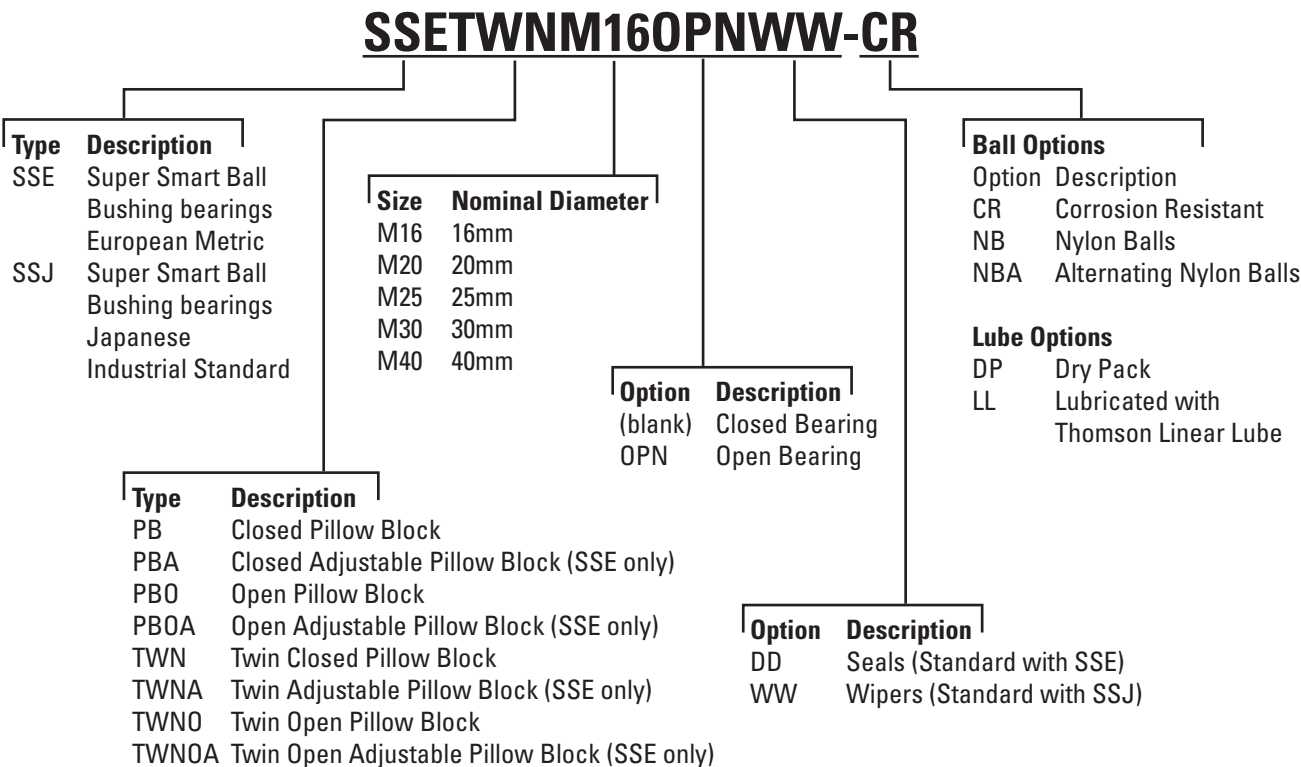 SSETWNM16OPNWW-CR
Type Description
SSE Super Smart Ball
Bushing bearings
European Metric
SSJ Super Smart Ball
Bushing bearings
Japanese
Industrial Standard
Size Nominal Diameter
M16 16mm
M20 20mm
M25 25mm
M30 30mm
M40 40mm
Option Description
(blank) Closed Bearing
OPN Open Bearing
Ball Options
Option Description
CR Corrosion Resistant
NB Nylon Balls
NBA Alternating Nylon Balls
Lube Options
DP Dry Pack
LL Lubricated with
Thomson Linear Lube
Type Description
PB Closed Pillow Block
PBA Closed Adjustable Pillow Block (SSE only)
PBO Open Pillow Block
PBOA Open Adjustable Pillow Block (SSE only)
TWN Twin Closed Pillow Block
TWNA Twin Adjustable Pillow Block (SSE only)
TWNO Twin Open Pillow Block
TWNOA Twin Open Adjustable Pillow Block (SSE only)
Option Description
DD Seals (Standard with SSE)
WW Wipers (Standard with SSJ)